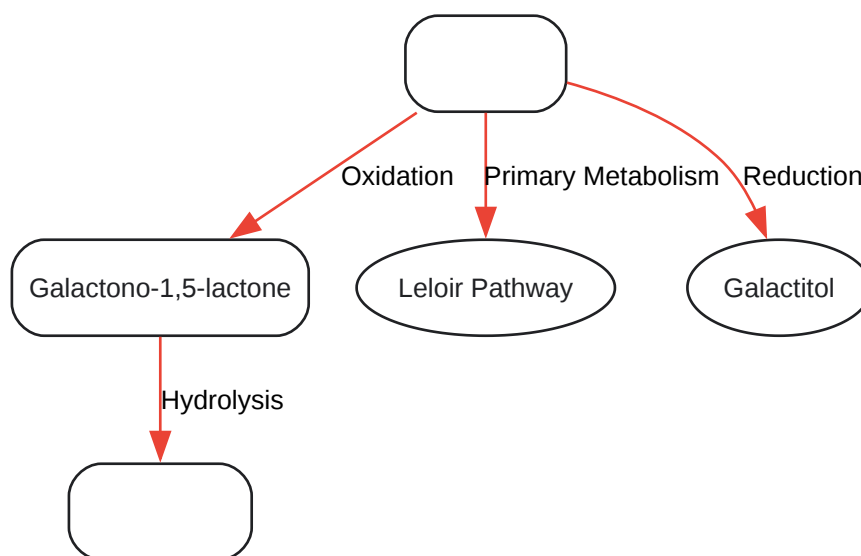 Oxidation
Primary Metabolism
Reduction
Galactono-1,5-lactone
Leloir Pathway
Galactitol
Hydrolysis